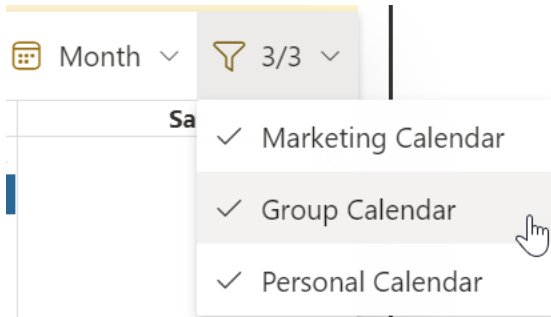 Month 3/3
Sa
Marketing Calendar
Group Calendar
Personal Calendar